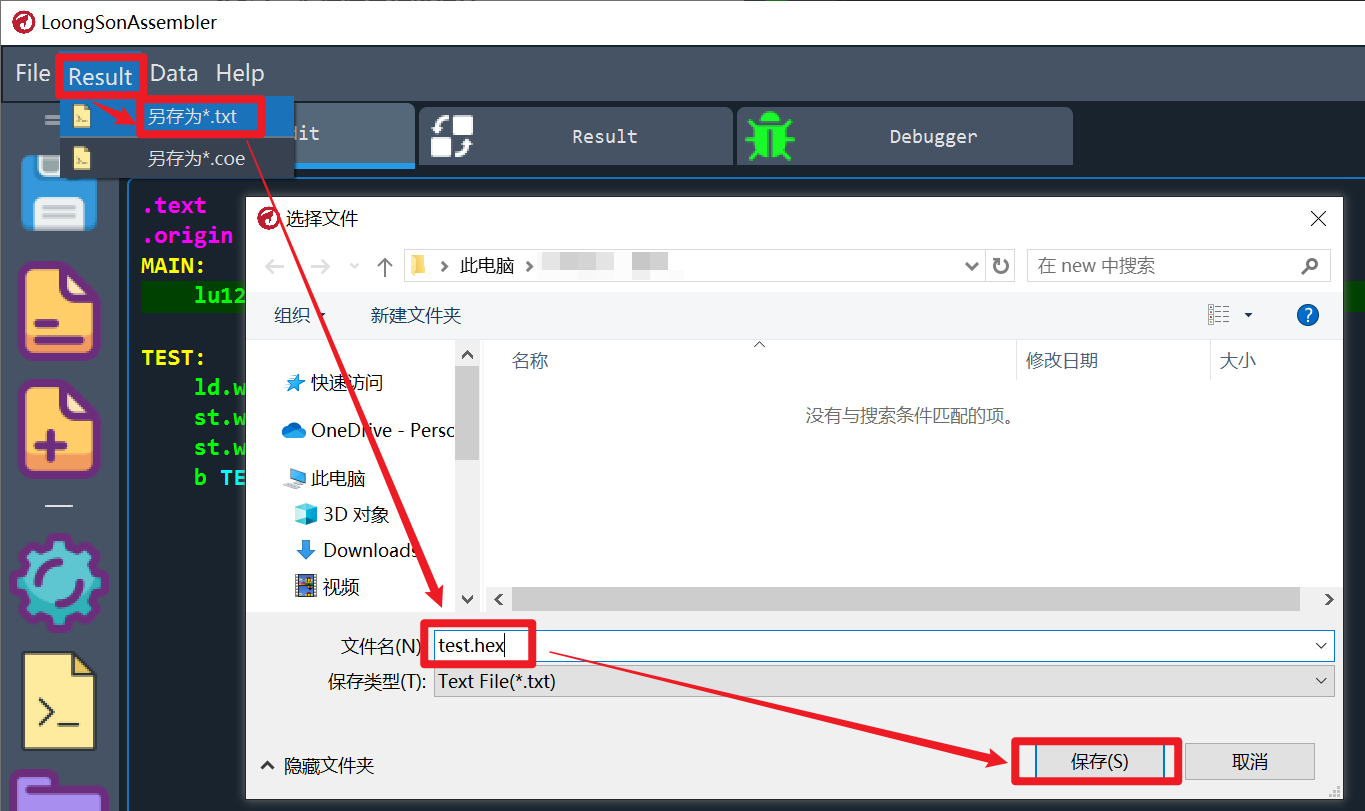 LoongSonAssembler
File Result Data Help
另存为*.txt
另存为*.coe
dit
Result
Debugger
.text
.origin
MAIN:
lu12
TEST:
ld.w
st.w
st.w
b TE
选择文件
此电脑
在 new 中搜索
组织
新建文件夹
名称
修改日期
大小
没有与搜索条件匹配的项。
快速访问
OneDrive - Perso
此电脑
3D 对象
Downloads
视频
文件名(N)
test.hex
保存类型(T):
Text File(*.txt)
隐藏文件夹
保存(S)
取消